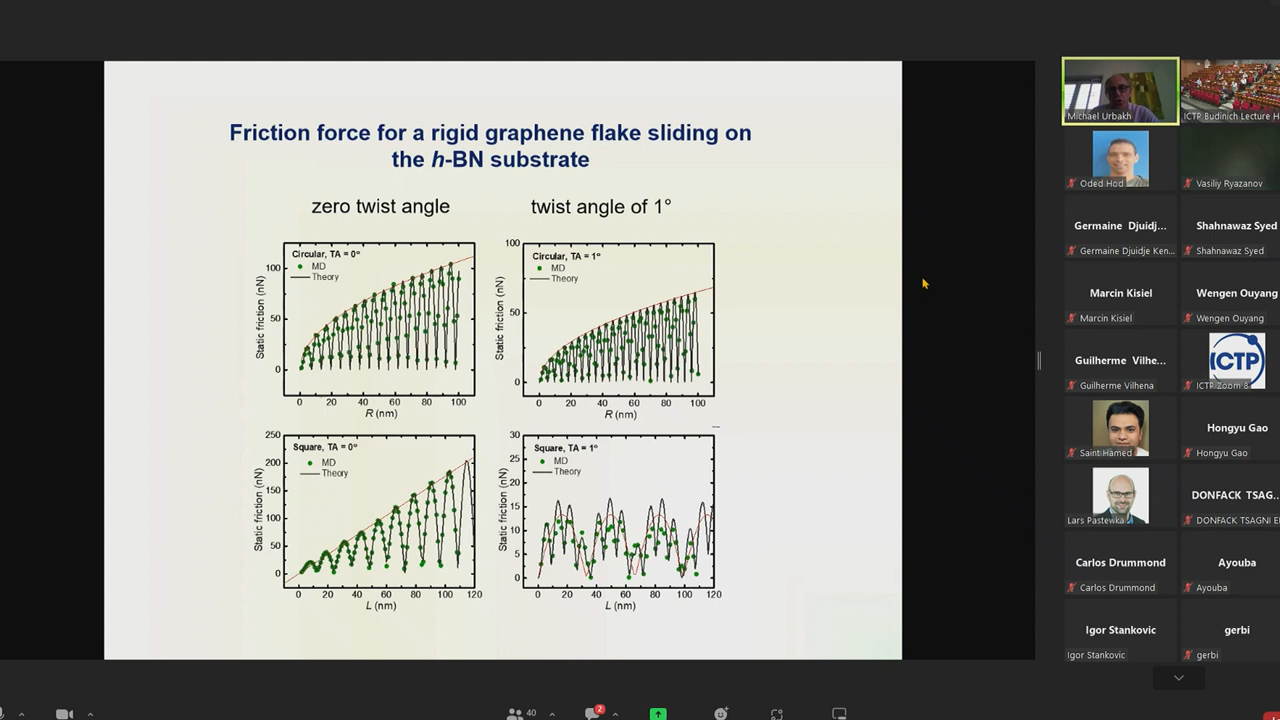 Friction force for a rigid graphene flake sliding on
the h-BN substrate
zero twist angle
twist angle of 1°
Circular, TA = 0°
MD
Theory
Static friction (nN)
100
50
0
0 20 40 60 80 100
R (nm)
Circular, TA = 1°
MD
Theory
Static friction (nN)
100
50
0
0 20 40 60 80 100
R (nm)
Square, TA = 0°
MD
Theory
Static friction (nN)
250
200
150
100
50
0
0 20 40 60 80 100 120
L (nm)
Square, TA = 1°
MD
Theory
Static friction (nN)
30
25
20
15
10
5
0
0 20 40 60 80 100 120
L (nm)
Michael Urbakh
ICTP Budinich Lecture H
Oded Hod
Vasiliy Ryazanov
Germaine Djuidj...
Germaine Djuidje Ken...
Shahnawaz Syed
Shahnawaz Syed
Marcin Kisiel
Marcin Kisiel
Wengen Ouyang
Wengen Ouyang
Guilherme Vilhe...
Guilherme Vilhena
ICTP
ICTP Zoom 8
Saint Hamed
Hongyu Gao
Hongyu Gao
Lars Pastewka
DONFACK TSAG...
DONFACK TSAGNI E
Carlos Drummond
Carlos Drummond
Ayouba
Ayouba
Igor Stankovic
Igor Stankovic
gerbi
gerbi
40
2